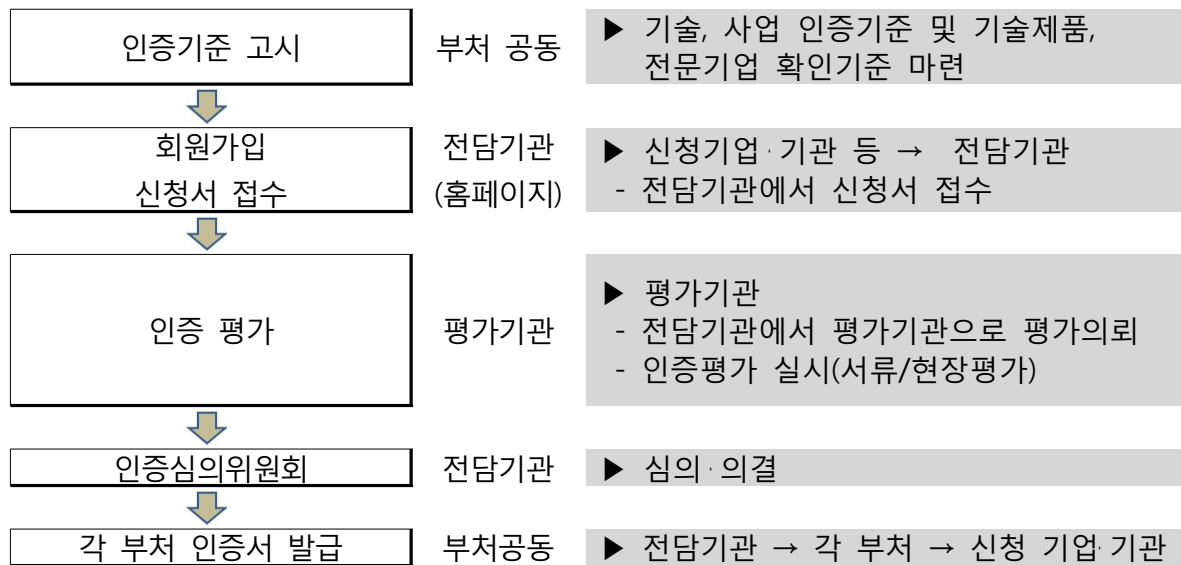 인증기준 고시 부처 공동 ▶ 기술, 사업 인증기준 및 기술제품,
전문기업 확인기준 마련
회원가입 전담기관 ▶ 신청기업·기관 등 → 전담기관
신청서 접수 (홈페이지) - 전담기관에서 신청서 접수
▶ 평가기관
인증 평가 평가기관 - 전담기관에서 평가기관으로 평가의뢰
- 인증평가 실시(서류/현장평가)
인증심의위원회 전담기관 ▶ 심의·의결
각 부처 인증서 발급 부처공동 ▶ 전담기관 → 각 부처 → 신청 기업·기관